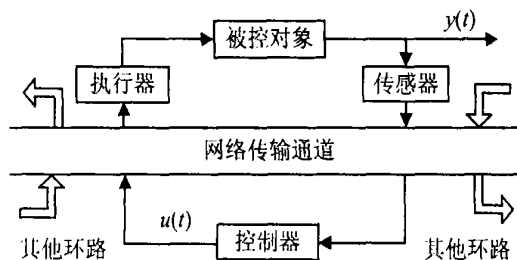 被控对象
y(t)
执行器
传感器
网络传输通道
u(t)
控制器
其他环路
其他环路